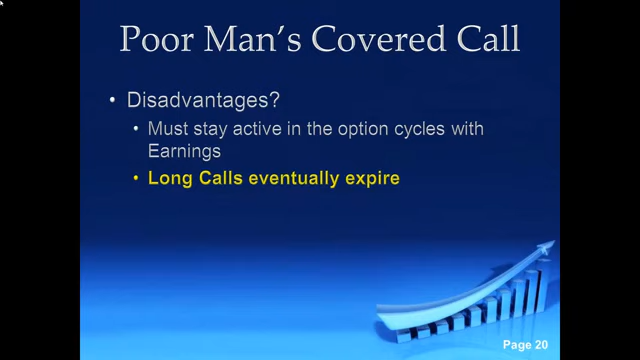 Poor Man's Covered Call
• Disadvantages?
• Must stay active in the option cycles with
Earnings
• Long Calls eventually expire
Page 20